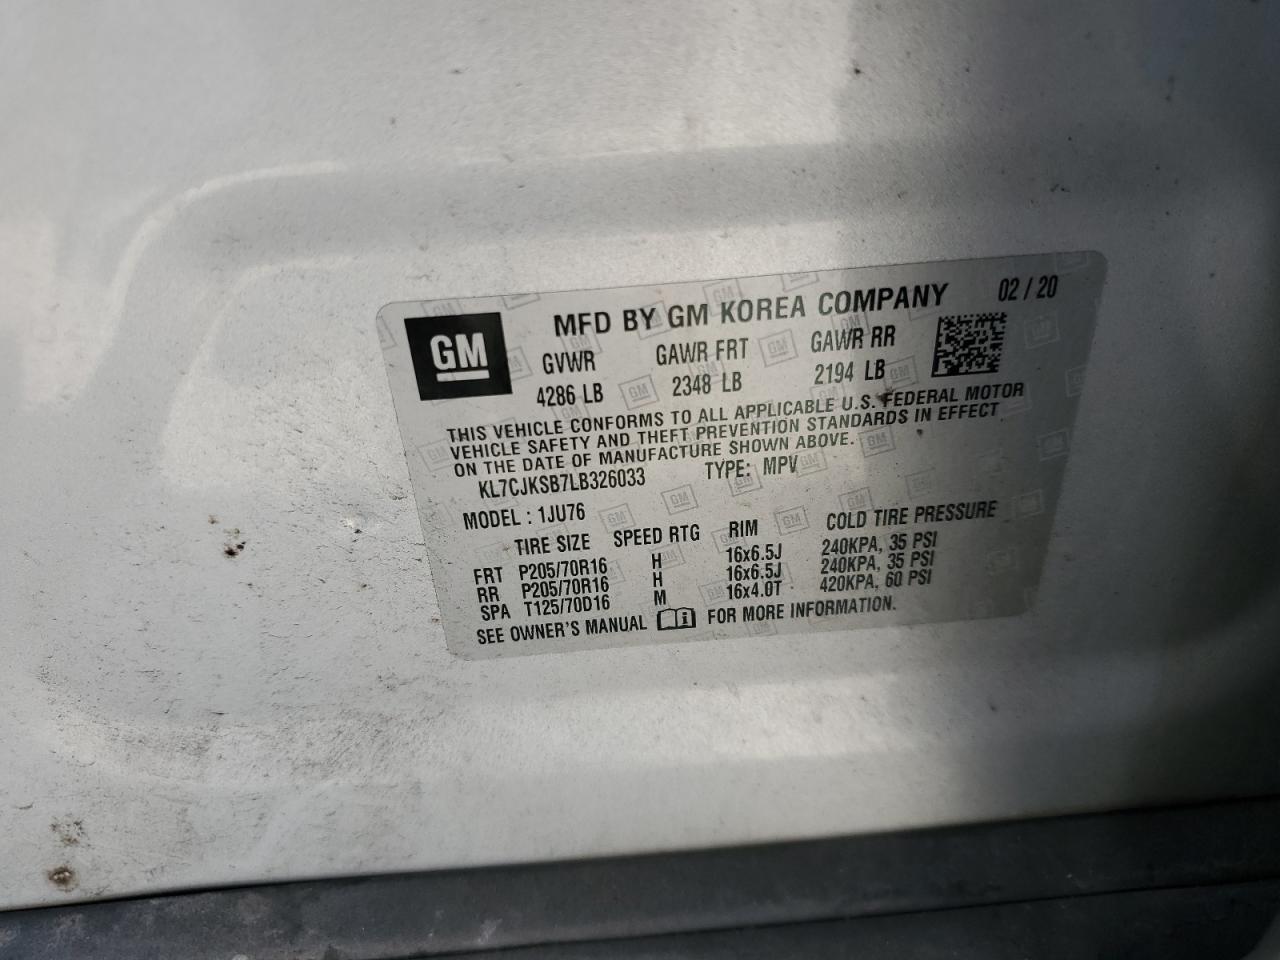 MFD BY GM KOREA COMPANY 02 / 20
GM
GVWR GAWR FRT GAWR RR
4286 LB 2348 LB 2194 LB
THIS VEHICLE CONFORMS TO ALL APPLICABLE U.S. FEDERAL MOTOR
VEHICLE SAFETY AND THEFT PREVENTION STANDARDS IN EFFECT
ON THE DATE OF MANUFACTURE SHOWN ABOVE.
KL7CJKSB7LB326033 TYPE: MPV
MODEL : 1JU76
TIRE SIZE SPEED RTG RIM COLD TIRE PRESSURE
FRT P205/70R16 H 16x6.5J 240KPA, 35 PSI
RR P205/70R16 H 16x6.5J 240KPA, 35 PSI
SPA T125/70D16 M 16x4.0T 420KPA, 60 PSI
SEE OWNER'S MANUAL i FOR MORE INFORMATION.